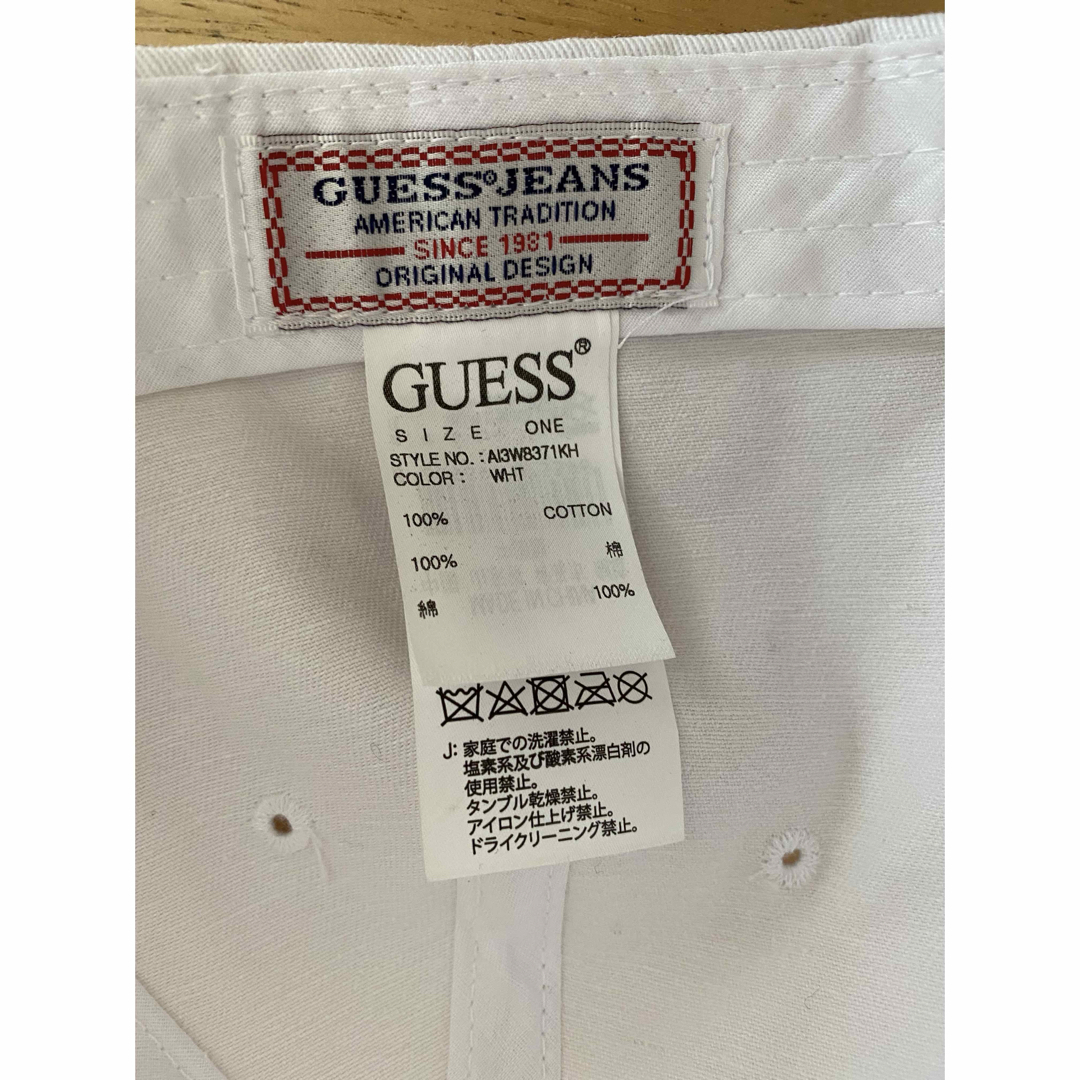 GUESS®JEANS
AMERICAN TRADITION
SINCE 1981
ORIGINAL DESIGN
GUESS®
SIZE ONE
STYLE NO.: AI3W8371KH
COLOR: WHT
100% COTTON
100% 棉
綿 100%
J: 家庭での洗濯禁止。
塩素系及び酸素系漂白剤の
使用禁止。
タンブル乾燥禁止。
アイロン仕上げ禁止。
ドライクリーニング禁止。